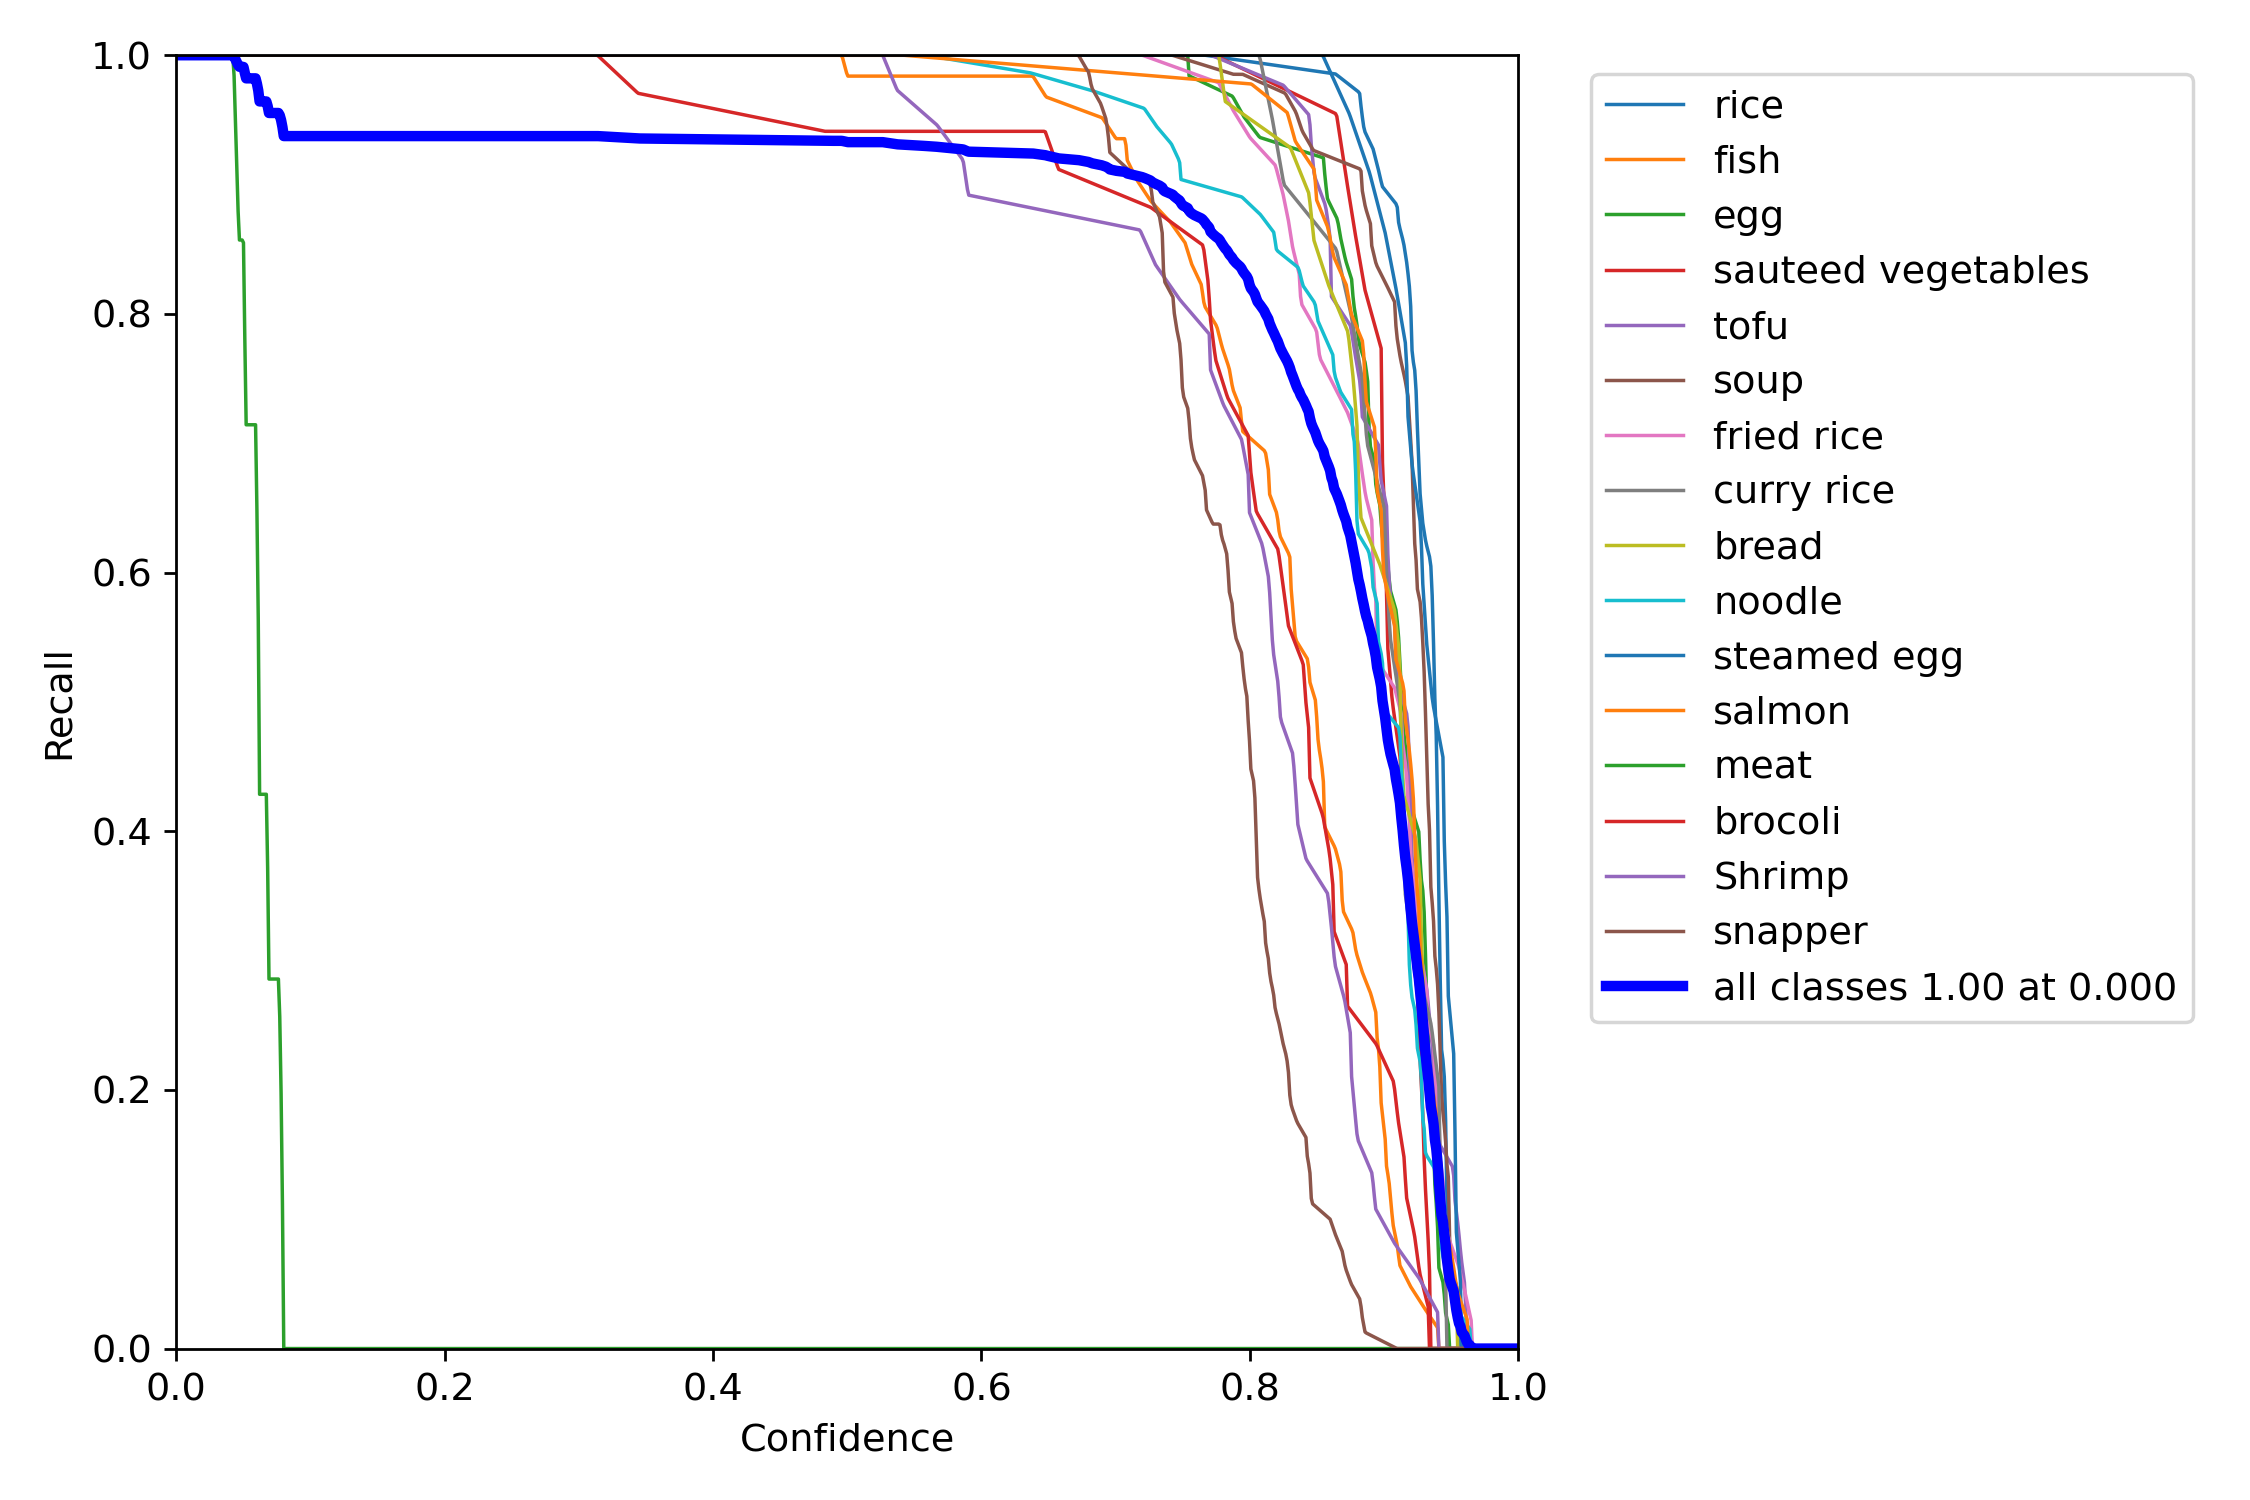 1.0
0.8
0.6
0.4
0.2
0.0
Recall
0.0 0.2 0.4 0.6 0.8 1.0
Confidence
rice
fish
egg
sauteed vegetables
tofu
soup
fried rice
curry rice
bread
noodle
steamed egg
salmon
meat
brocoli
Shrimp
snapper
all classes 1.00 at 0.000